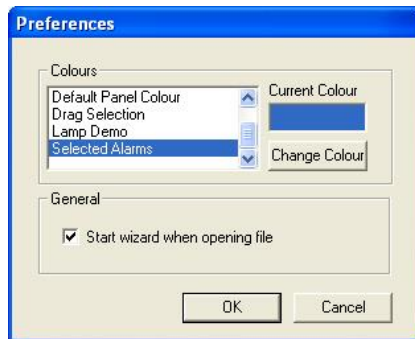 Preferences
Colours
Default Panel Colour
Drag Selection
Lamp Demo
Selected Alarms
Current Colour
Change Colour
General
Start wizard when opening file
OK
Cancel